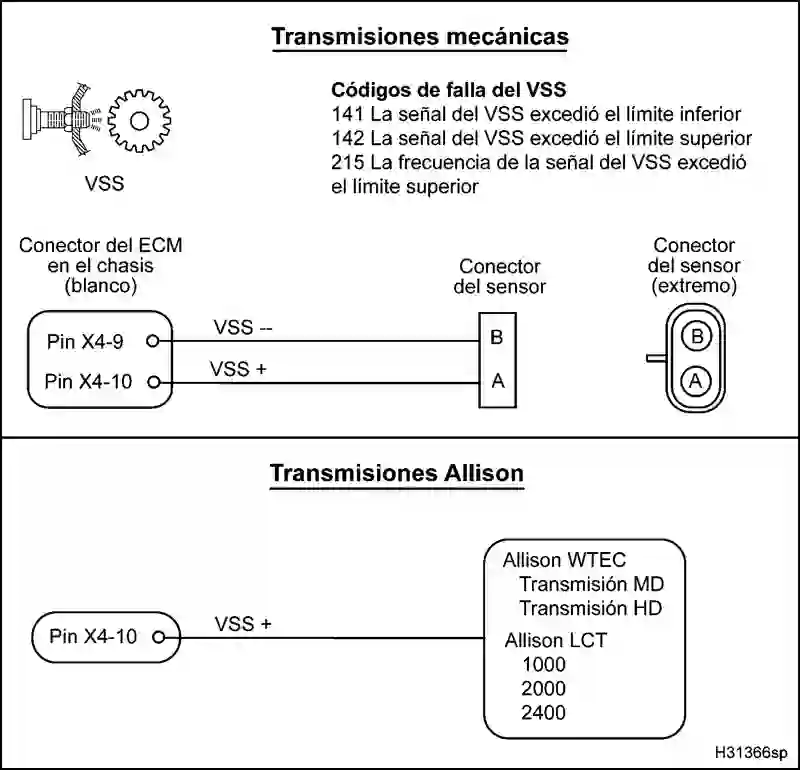 Transmisiones mecánicas
Códigos de falla del VSS
141 La señal del VSS excedió el límite inferior
142 La señal del VSS excedió el límite superior
215 La frecuencia de la señal del VSS excedió
el límite superior
VSS
Conector del ECM
en el chasis
(blanco)
Conector
del sensor
Conector
del sensor
(extremo)
Pin X4-9
VSS --
B
Pin X4-10
VSS +
A
B
A
Transmisiones Allison
Pin X4-10
VSS +
Allison WTEC
Transmisión MD
Transmisión HD
Allison LCT
1000
2000
2400
H31366sp